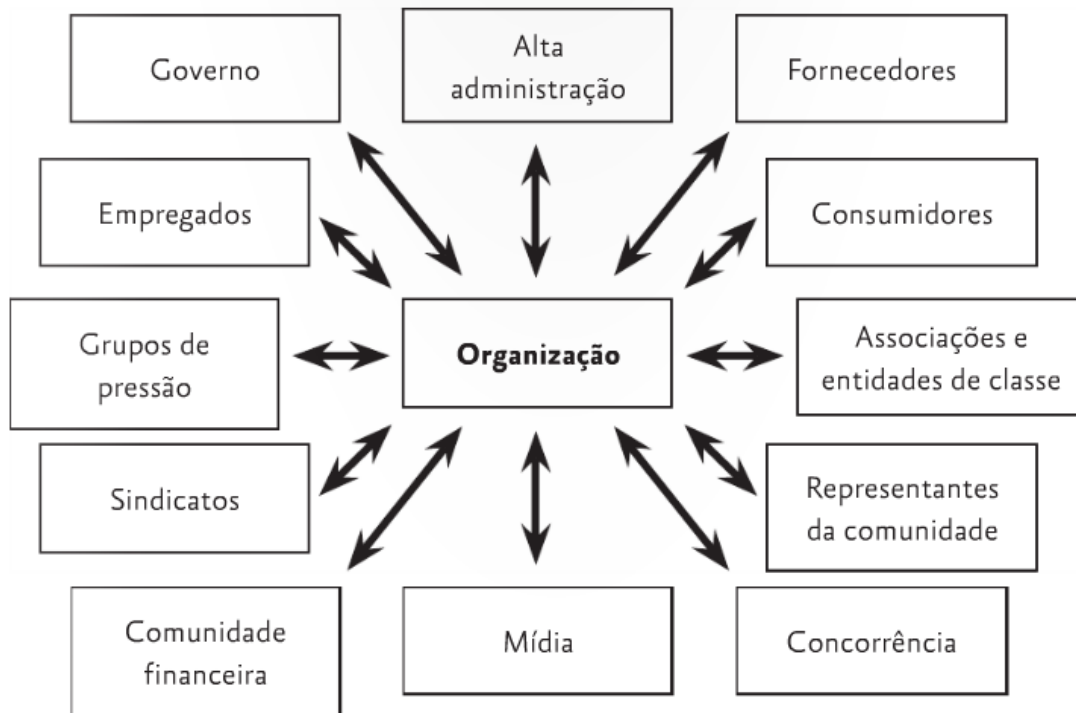 Governo
Alta
administração
Fornecedores
Empregados
Consumidores
Grupos de
pressão
Organização
Associações e
entidades de classe
Sindicatos
Representantes
da comunidade
Comunidade
financeira
Mídia
Concorrência